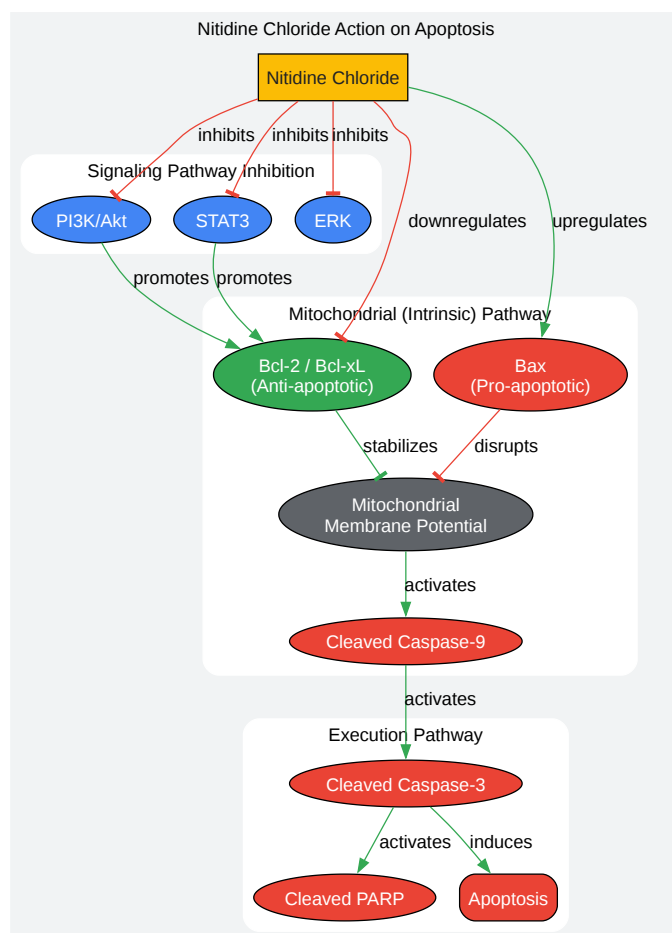 Nitidine Chloride Action on Apoptosis
Nitidine Chloride
inhibits
inhibits
inhibits
Signaling Pathway Inhibition
PI3K/Akt
STAT3
ERK
downregulates
upregulates
promotes
promotes
Mitochondrial (Intrinsic) Pathway
Bcl-2 / Bcl-xL
(Anti-apoptotic)
Bax
(Pro-apoptotic)
stabilizes
disrupts
Mitochondrial
Membrane Potential
activates
Cleaved Caspase-9
activates
Execution Pathway
Cleaved Caspase-3
activates
induces
Cleaved PARP
Apoptosis